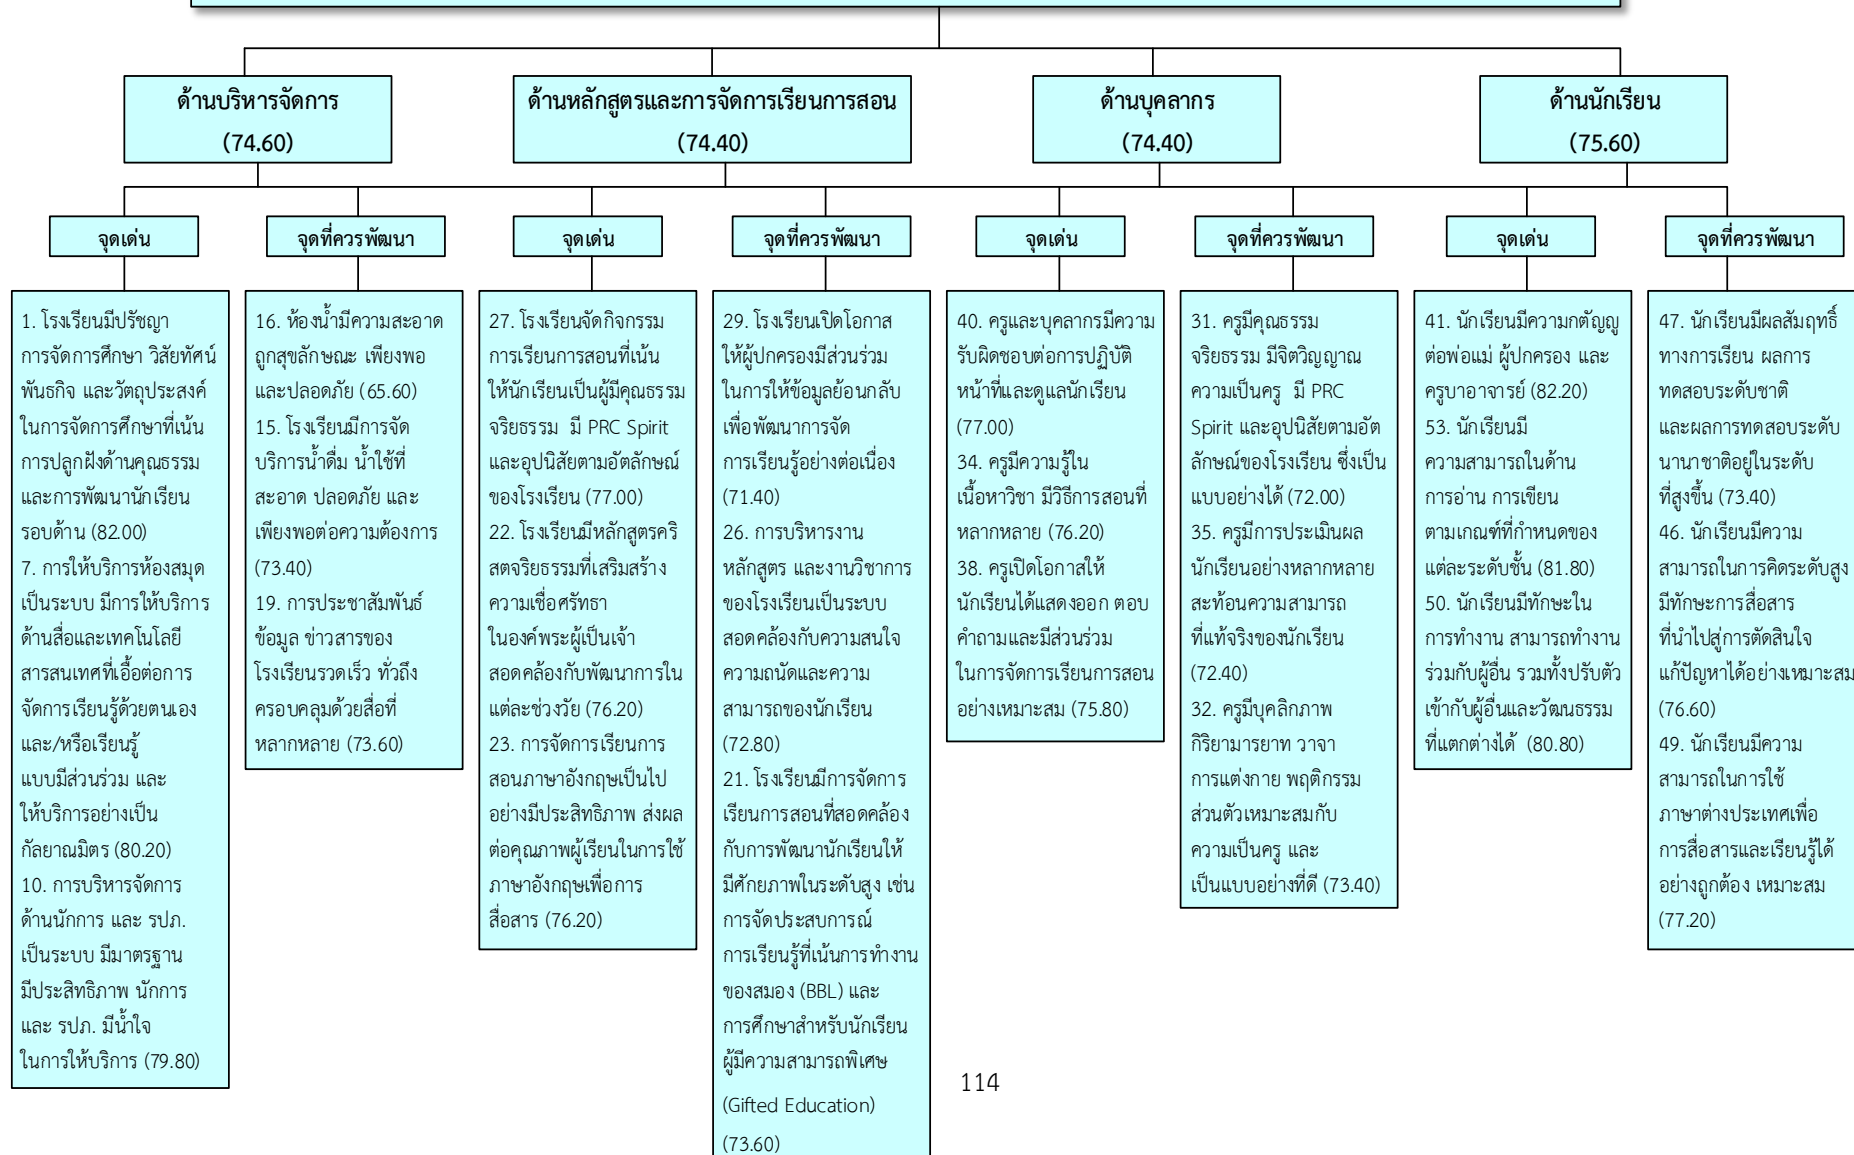 ด้านบริหารจัดการ
(74.60)
ด้านหลักสูตรและการจัดการเรียนการสอน
(74.40)
ด้านบุคลากร
(74.40)
ด้านนักเรียน
(75.60)
จุดเด่น
จุดที่ควรพัฒนา
จุดเด่น
จุดที่ควรพัฒนา
จุดเด่น
จุดที่ควรพัฒนา
จุดเด่น
จุดที่ควรพัฒนา
1. โรงเรียนมีปรัชญา
การจัดการศึกษา วิสัยทัศน์
พันธกิจ และวัตถุประสงค์
ในการจัดการศึกษาที่เน้น
การปลูกฝังด้านคุณธรรม
และการพัฒนานักเรียน
รอบด้าน (82.00)
7. การให้บริการห้องสมุด
เป็นระบบ มีการให้บริการ
ด้านสื่อและเทคโนโลยี
สารสนเทศที่เอื้อต่อการ
จัดการเรียนรู้ด้วยตนเอง
และ/หรือเรียนรู้
แบบมีส่วนร่วม และ
ให้บริการอย่างเป็น
กัลยาณมิตร (80.20)
10. การบริหารจัดการ
ด้านนักการ และ รปภ.
เป็นระบบ มีมาตรฐาน
มีประสิทธิภาพ นักการ
และ รปภ. มีน้ำใจ
ในการให้บริการ (79.80)
16. ห้องน้ำมีความสะอาด
ถูกสุขลักษณะ เพียงพอ
และปลอดภัย (65.60)
15. โรงเรียนมีการจัด
บริการน้ำดื่ม น้ำใช้ที่
สะอาด ปลอดภัย และ
เพียงพอต่อความต้องการ
(73.40)
19. การประชาสัมพันธ์
ข้อมูล ข่าวสารของ
โรงเรียนรวดเร็ว ทั่วถึง
ครอบคลุมด้วยสื่อที่
หลากหลาย (73.60)
27. โรงเรียนจัดกิจกรรม
การเรียนการสอนที่เน้น
ให้นักเรียนเป็นผู้มีคุณธรรม
จริยธรรม มี PRC Spirit
และอุปนิสัยตามอัตลักษณ์
ของโรงเรียน (77.00)
22. โรงเรียนมีหลักสูตรคริ
สตจริยธรรมที่เสริมสร้าง
ความเชื่อศรัทธา
ในองค์พระผู้เป็นเจ้า
สอดคล้องกับพัฒนาการใน
แต่ละช่วงวัย (76.20)
23. การจัดการเรียนการ
สอนภาษาอังกฤษเป็นไป
อย่างมีประสิทธิภาพ ส่งผล
ต่อคุณภาพผู้เรียนในการใช้
ภาษาอังกฤษเพื่อการ
สื่อสาร (76.20)
29. โรงเรียนเปิดโอกาส
ให้ผู้ปกครองมีส่วนร่วม
ในการให้ข้อมูลย้อนกลับ
เพื่อพัฒนาการจัด
การเรียนรู้อย่างต่อเนื่อง
(71.40)
26. การบริหารงาน
หลักสูตร และงานวิชาการ
ของโรงเรียนเป็นระบบ
สอดคล้องกับความสนใจ
ความถนัดและความ
สามารถของนักเรียน
(72.80)
21. โรงเรียนมีการจัดการ
เรียนการสอนที่สอดคล้อง
กับการพัฒนานักเรียนให้
มีศักยภาพในระดับสูง เช่น
การจัดประสบการณ์
การเรียนรู้ที่เน้นการทำงาน
ของสมอง (BBL) และ
การศึกษาสำหรับนักเรียน
ผู้มีความสามารถพิเศษ
(Gifted Education)
(73.60)
40. ครูและบุคลากรมีความ
รับผิดชอบต่อการปฏิบัติ
หน้าที่และดูแลนักเรียน
(77.00)
34. ครูมีความรู้ใน
เนื้อหาวิชา มีวิธีการสอนที่
หลากหลาย (76.20)
38. ครูเปิดโอกาสให้
นักเรียนได้แสดงออก ตอบ
คำถามและมีส่วนร่วม
ในการจัดการเรียนการสอน
อย่างเหมาะสม (75.80)
31. ครูมีคุณธรรม
จริยธรรม มีจิตวิญญาณ
ความเป็นครู มี PRC
Spirit และอุปนิสัยตามอัต
ลักษณ์ของโรงเรียน ซึ่งเป็น
แบบอย่างได้ (72.00)
35. ครูมีการประเมินผล
นักเรียนอย่างหลากหลาย
สะท้อนความสามารถ
ที่แท้จริงของนักเรียน
(72.40)
32. ครูมีบุคลิกภาพ
กิริยามารยาท วาจา
การแต่งกาย พฤติกรรม
ส่วนตัวเหมาะสมกับ
ความเป็นครู และ
เป็นแบบอย่างที่ดี (73.40)
41. นักเรียนมีความกตัญญู
ต่อพ่อแม่ ผู้ปกครอง และ
ครูบาอาจารย์ (82.20)
53. นักเรียนมี
ความสามารถในด้าน
การอ่าน การเขียน
ตามเกณฑ์ที่กำหนดของ
แต่ละระดับชั้น (81.80)
50. นักเรียนมีทักษะใน
การทำงาน สามารถทำงาน
ร่วมกับผู้อื่น รวมทั้งปรับตัว
เข้ากับผู้อื่นและวัฒนธรรม
ที่แตกต่างได้ (80.80)
47. นักเรียนมีผลสัมฤทธิ์
ทางการเรียน ผลการ
ทดสอบระดับชาติ
และผลการทดสอบระดับ
นานาชาติอยู่ในระดับ
ที่สูงขึ้น (73.40)
46. นักเรียนมีความ
สามารถในการคิดระดับสูง
มีทักษะการสื่อสาร
ที่นำไปสู่การตัดสินใจ
แก้ปัญหาได้อย่างเหมาะสม
(76.60)
49. นักเรียนมีความ
สามารถในการใช้
ภาษาต่างประเทศเพื่อ
การสื่อสารและเรียนรู้ได้
อย่างถูกต้อง เหมาะสม
(77.20)
114